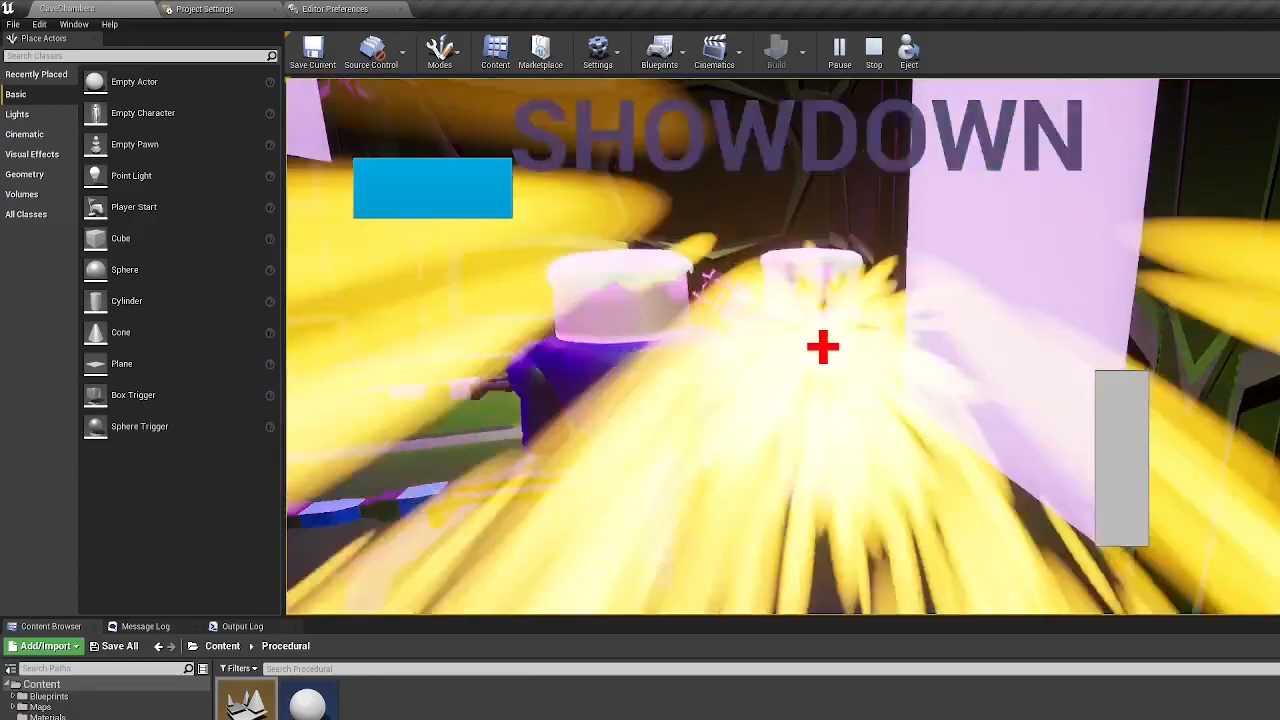 CaveChambers
Project Settings
Editor Preferences
File Edit Window Help
Place Actors
Search Classes
Save Current
Source Control
Modes
Content
Marketplace
Settings
Blueprints
Cinematics
Build
Pause
Stop
Eject
Recently Placed
Basic
Lights
Cinematic
Visual Effects
Geometry
Volumes
All Classes
Empty Actor
Empty Character
Empty Pawn
Point Light
Player Start
Cube
Sphere
Cylinder
Cone
Plane
Box Trigger
Sphere Trigger
SHOWDOWN
Content Browser
Message Log
Output Log
Add/Import
Save All
Content
Procedural
Search Paths
Filters
Search Procedural
Content
Blueprints
Maps
Materials